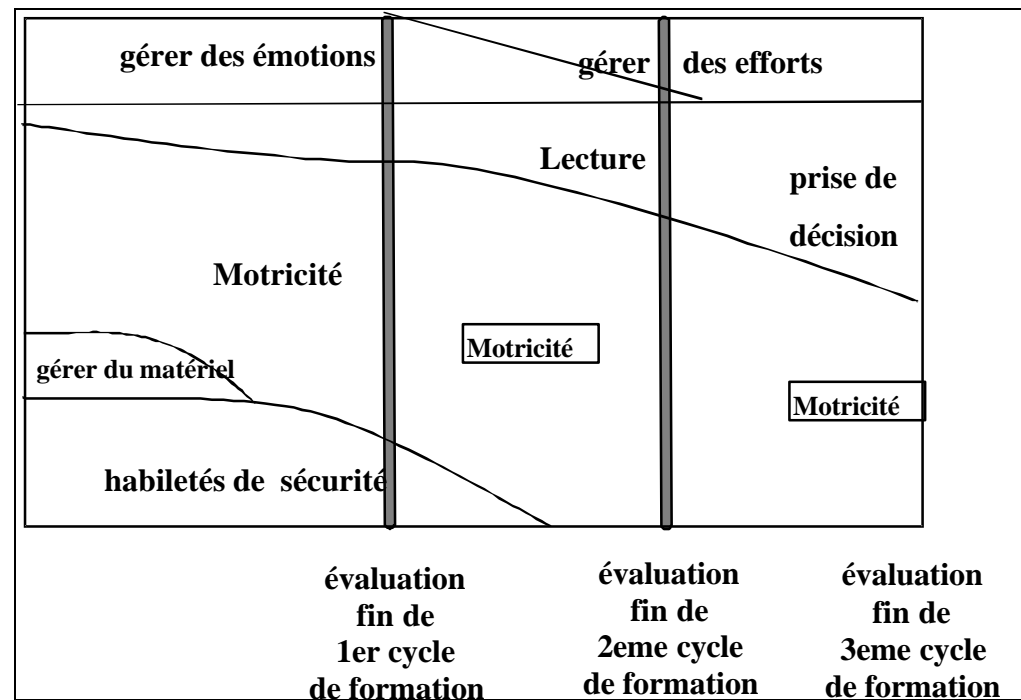 gérer des émotions
gérer des efforts
Lecture
prise de
décision
Motricité
Motricité
gérer du matériel
Motricité
habiletés de sécurité
évaluation
fin de
1er cycle
de formation
évaluation
fin de
2eme cycle
de formation
évaluation
fin de
3eme cycle
de formation